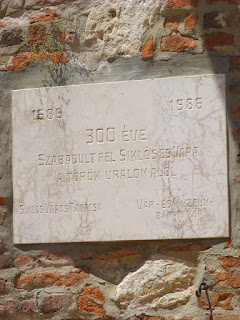 1686 1986
300 ÉVE
SZABADULT FEL SIKLÓS ÉS VÁRA
A TÖRÖK URALOM ALÓL
SIKLÓS VÁROS TANÁCSA
VÁR- ÉS MÚZEUM-
BARÁTI KÖR